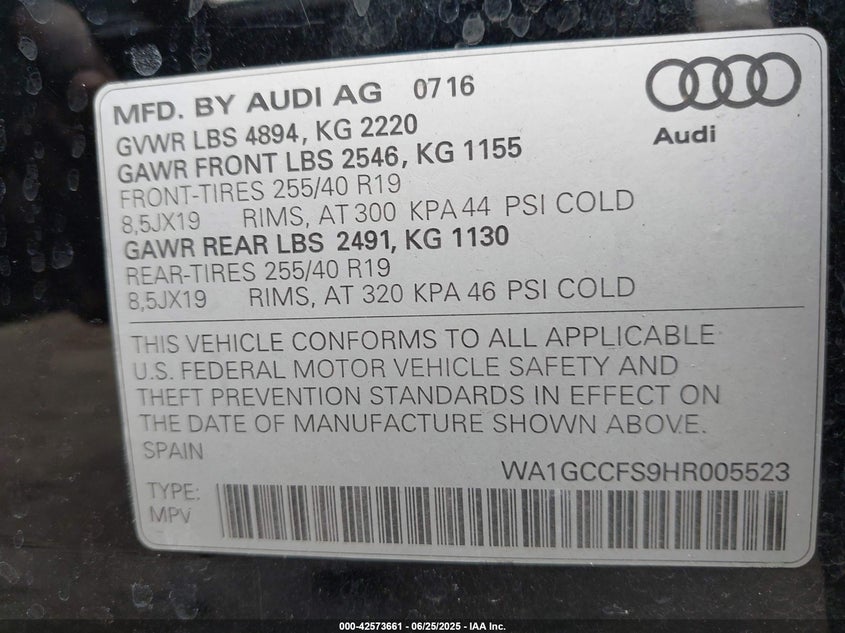 MFD. BY AUDI AG 0716
Audi
GVWR LBS 4894, KG 2220
GAWR FRONT LBS 2546, KG 1155
FRONT-TIRES 255/40 R19
8,5JX19 RIMS, AT 300 KPA 44 PSI COLD
GAWR REAR LBS 2491, KG 1130
REAR-TIRES 255/40 R19
8,5JX19 RIMS, AT 320 KPA 46 PSI COLD
THIS VEHICLE CONFORMS TO ALL APPLICABLE
U.S. FEDERAL MOTOR VEHICLE SAFETY AND
THEFT PREVENTION STANDARDS IN EFFECT ON
THE DATE OF MANUFACTURE SHOWN ABOVE.
SPAIN
WA1GCCFS9HR005523
TYPE:
MPV
000-42573661 / 06/25/2025 - IAA Inc.